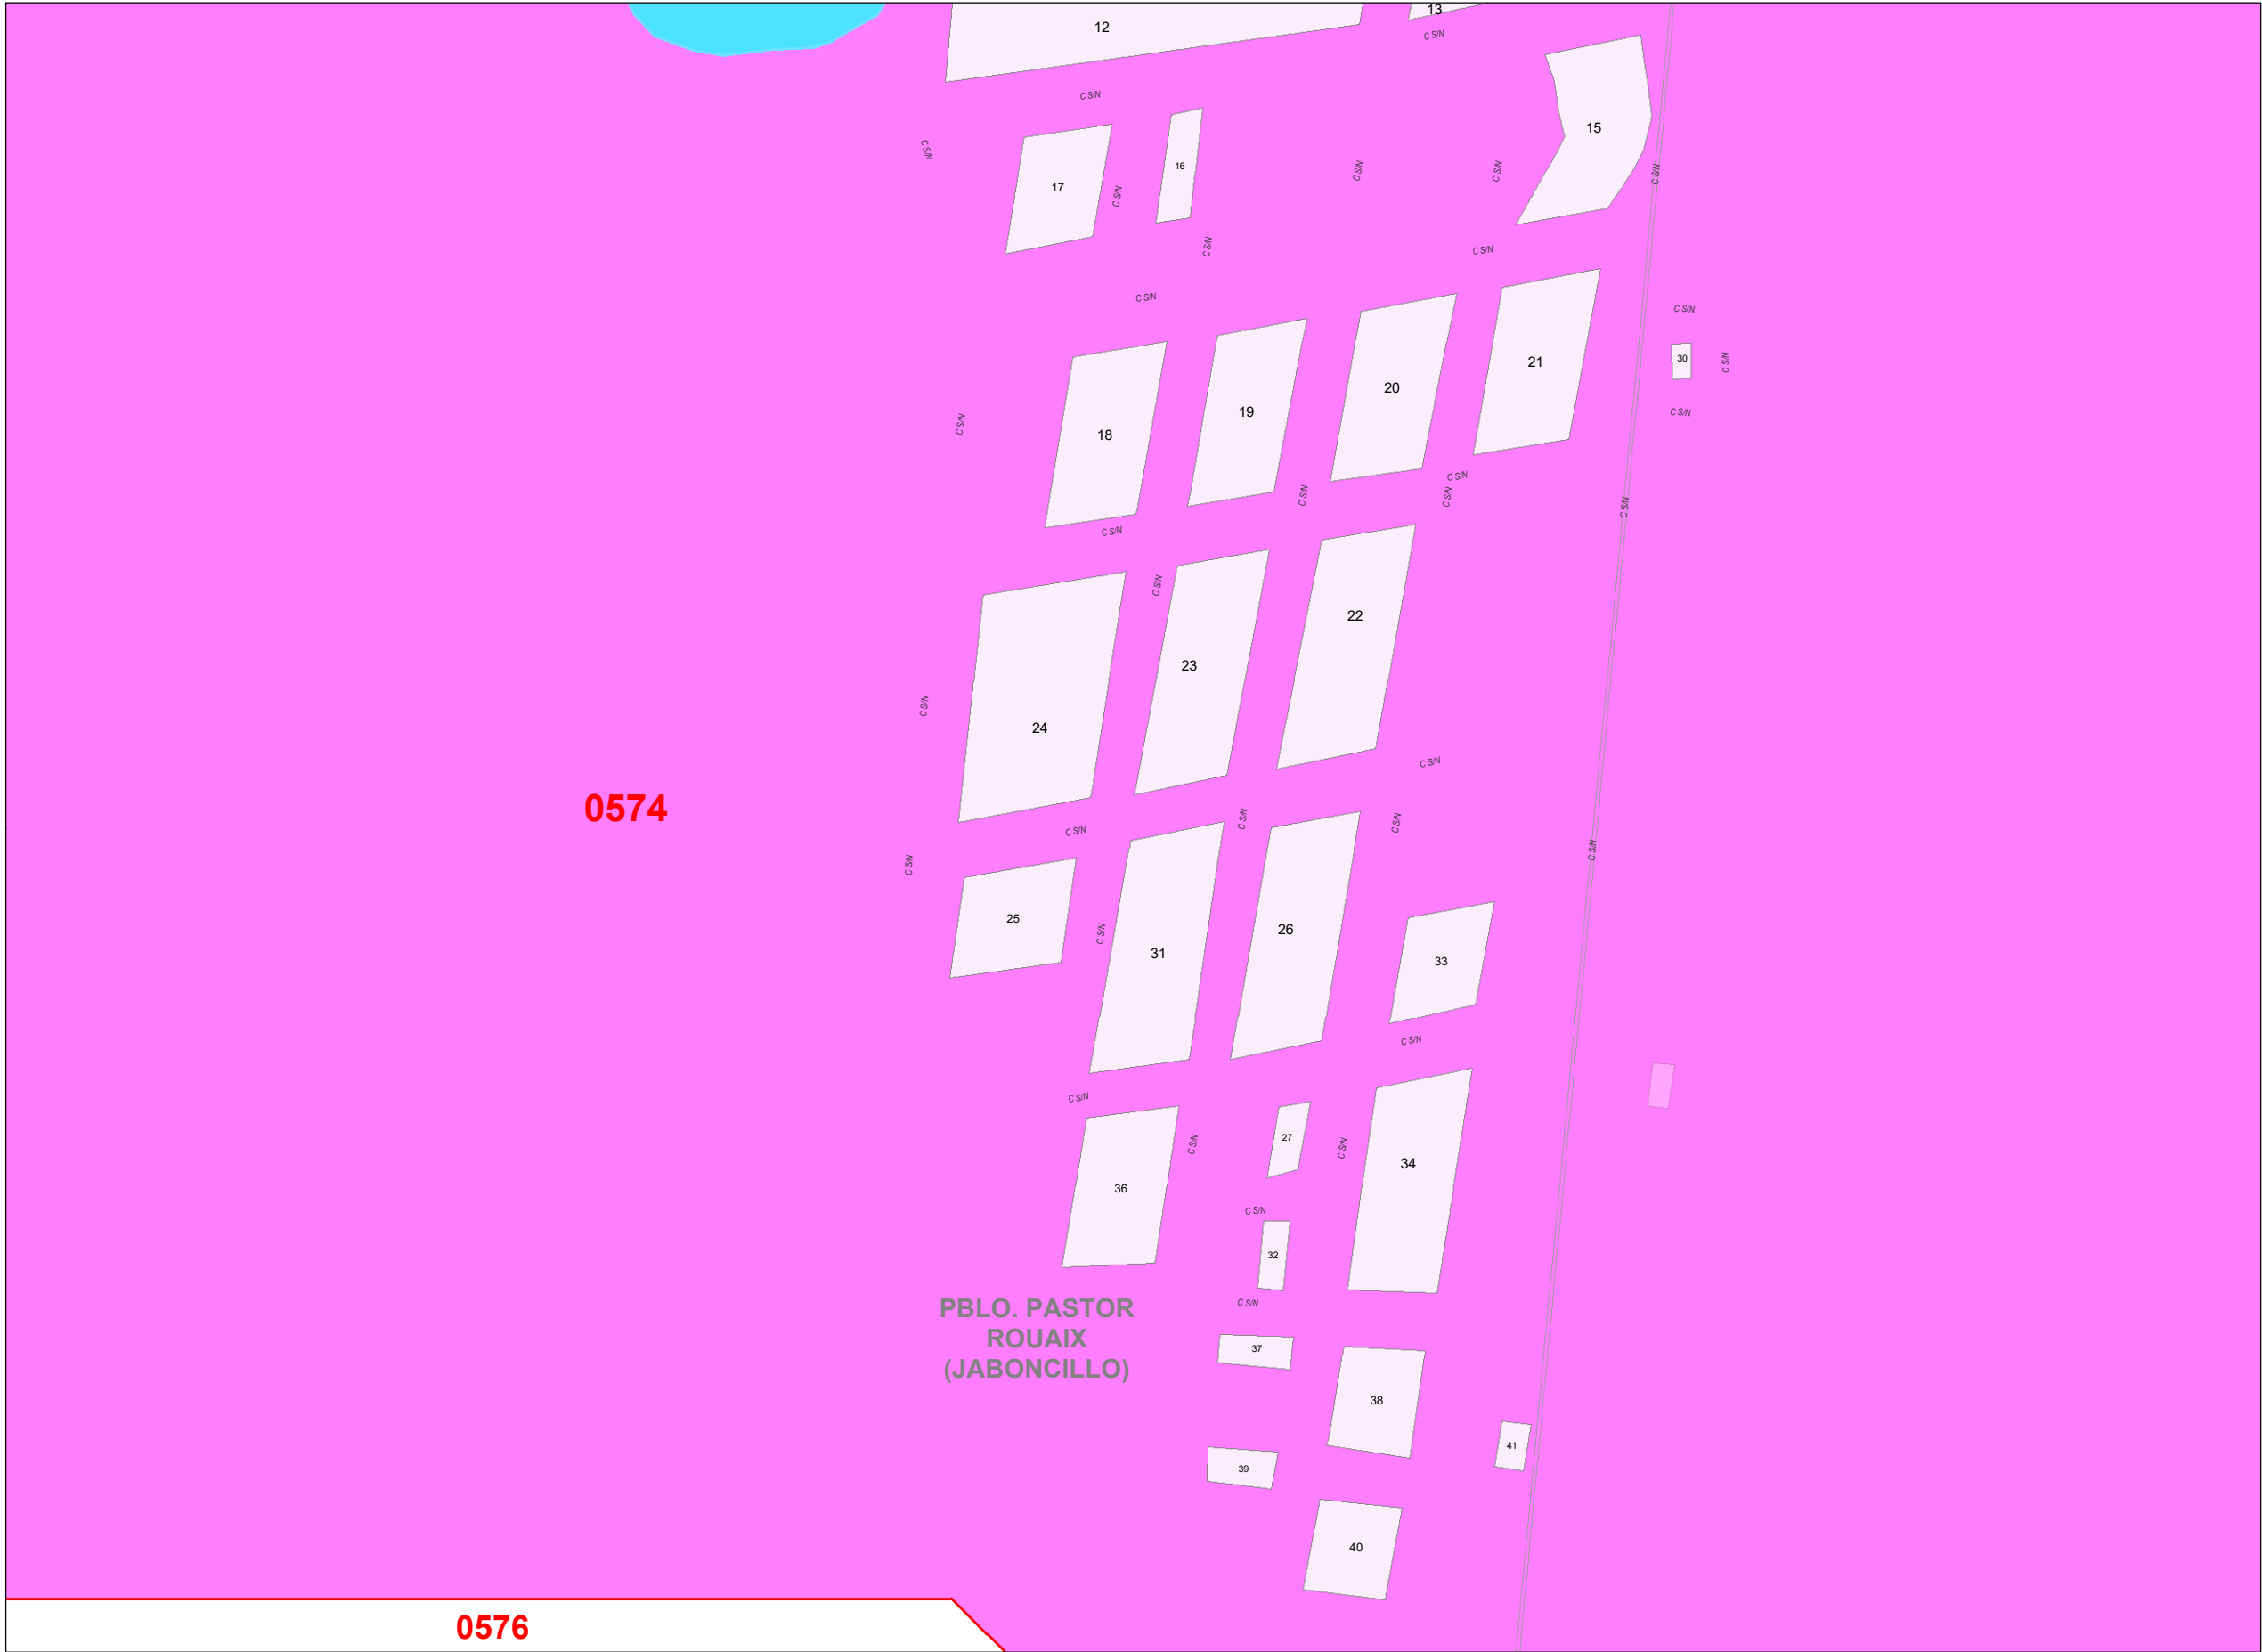 12
13
C S/N
C S/N
15
C S/N
16
C S/N
C S/N
C S/N
17
C S/N
C S/N
C S/N
C S/N
C S/N
30
C S/N
21
20
C S/N
19
C S/N
18
C S/N
C S/N
C S/N
C S/N
C S/N
C S/N
22
23
C S/N
24
C S/N
0574
C S/N
C S/N
C S/N
C S/N
C S/N
25
26
C S/N
31
33
C S/N
C S/N
27
C S/N
C S/N
34
36
C S/N
32
C S/N
PBLO. PASTOR
ROUAIX
(JABONCILLO)
37
38
41
39
40
0576